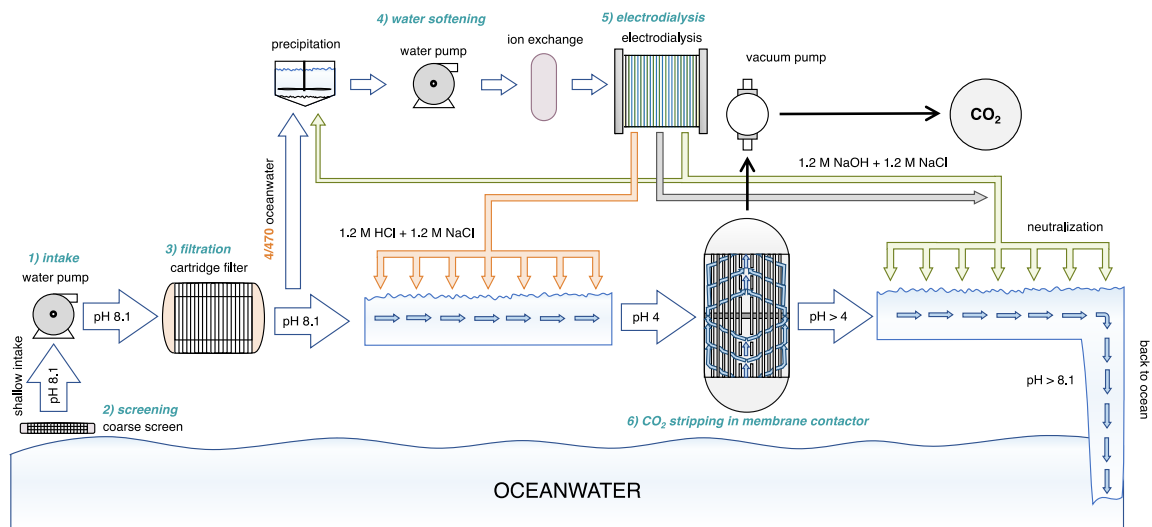 4) water softening
5) electrodialysis
precipitation
water pump
ion exchange
electrodialysis
vacuum pump
CO₂
1.2 M NaOH + 1.2 M NaCl
4/470 oceanwater
1.2 M HCl + 1.2 M NaCl
neutralization
1) intake
water pump
3) filtration
cartridge filter
pH 8.1
pH 8.1
pH 4
pH > 4
shallow intake
pH 8.1
pH > 8.1
back to ocean
2) screening
coarse screen
6) CO₂ stripping in membrane contactor
OCEANWATER